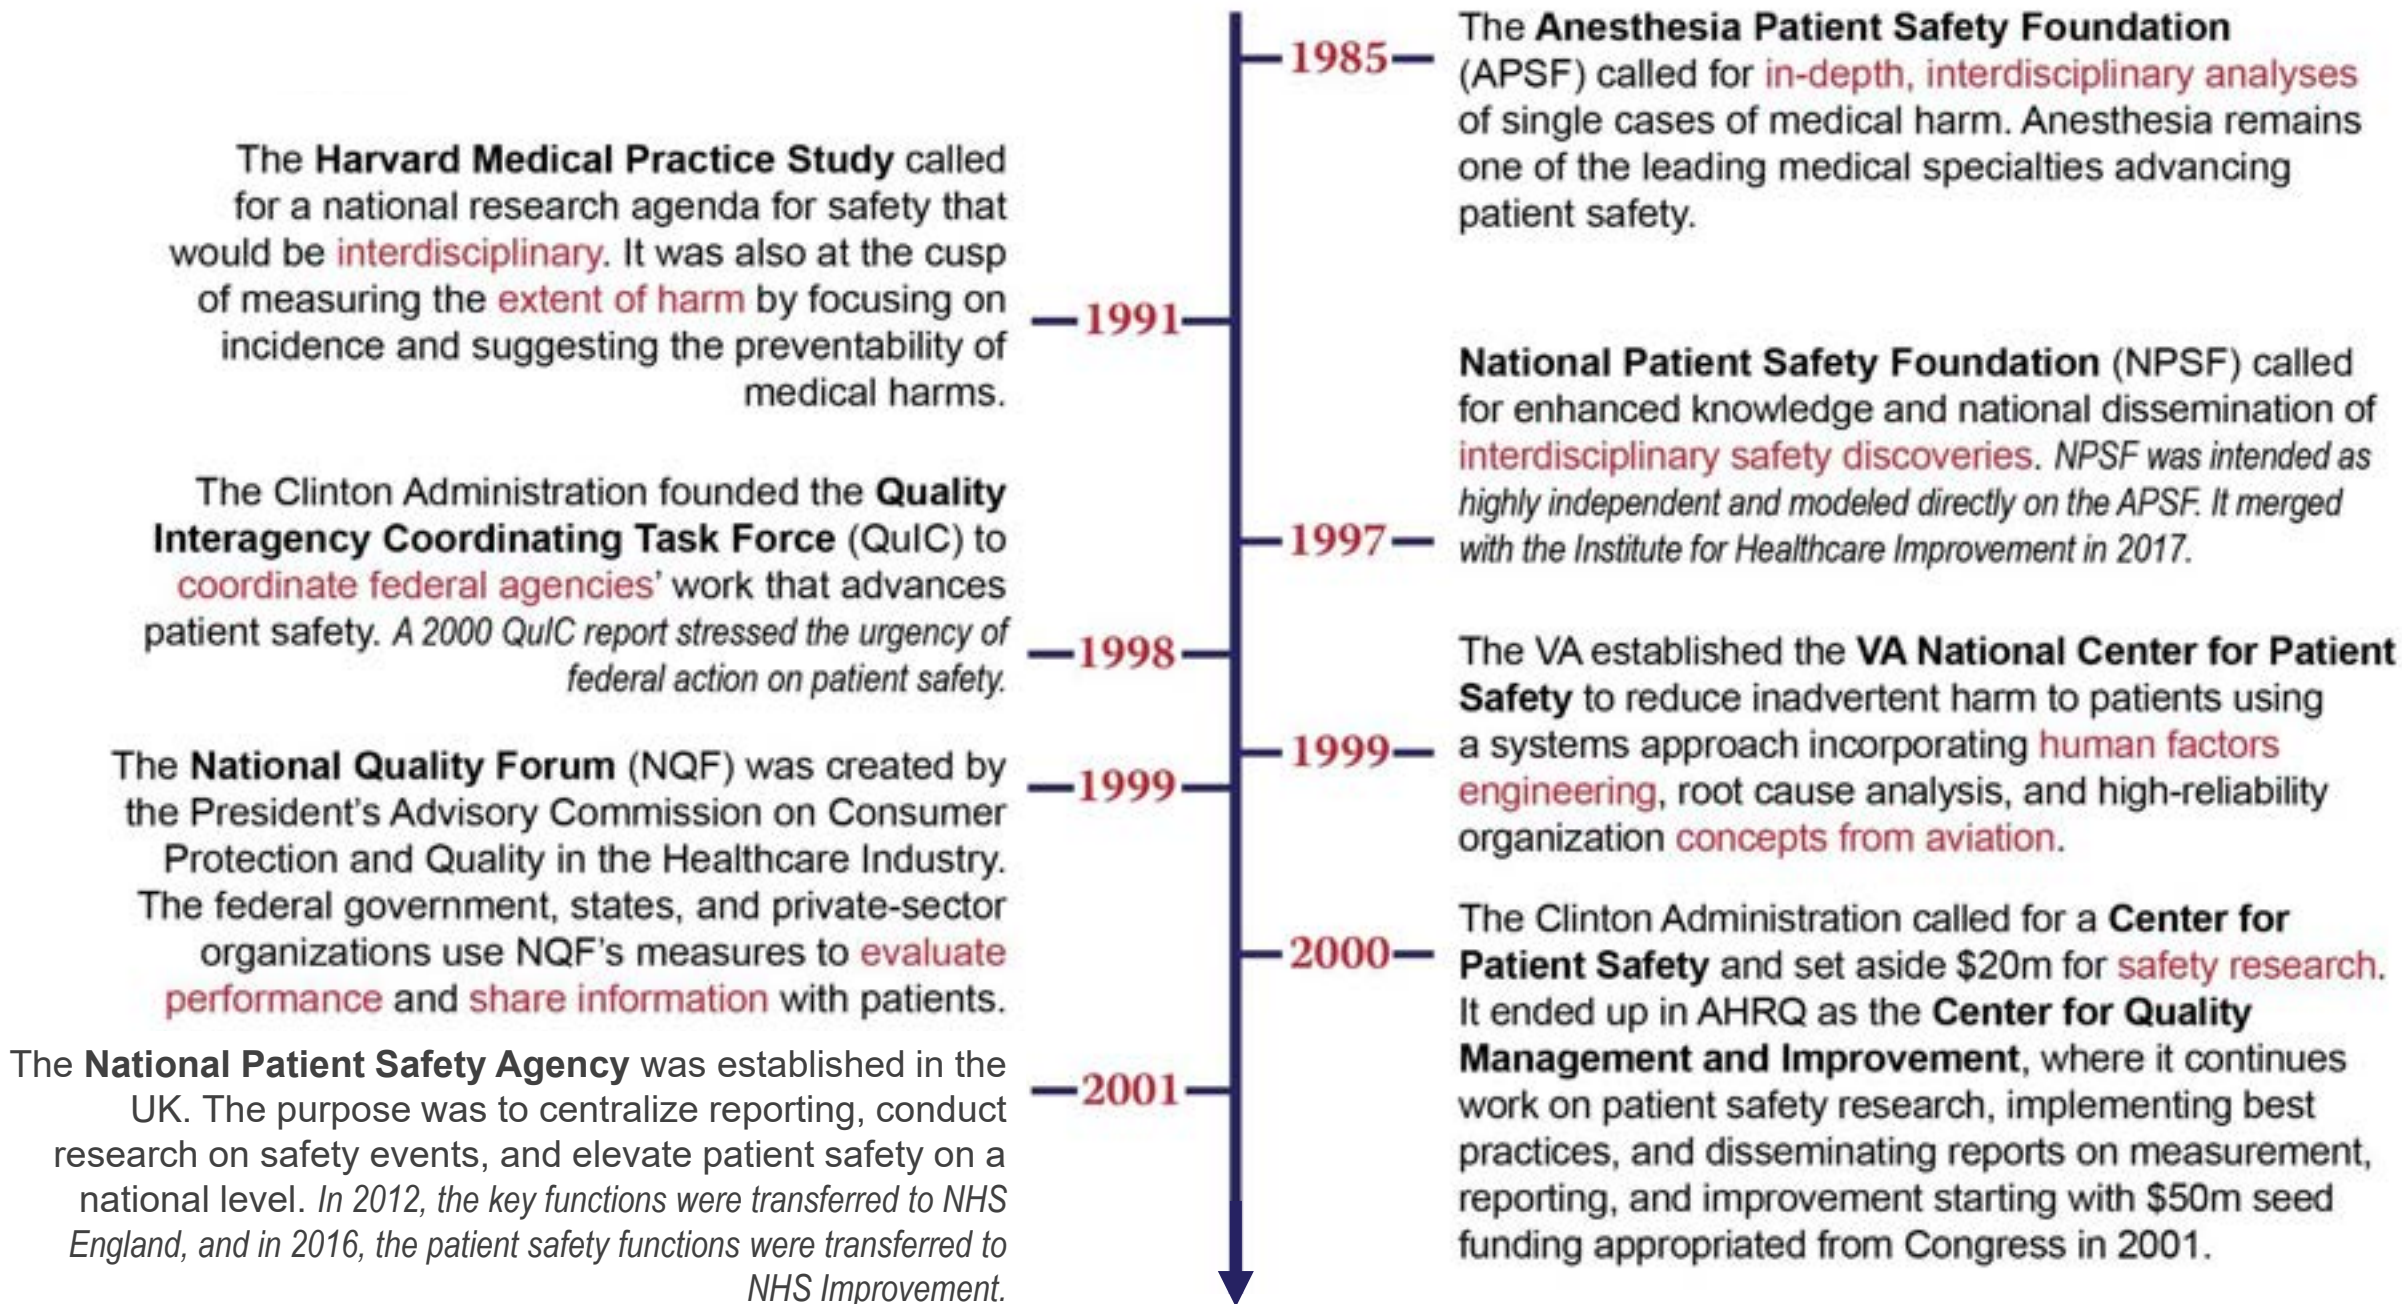 1985
The Anesthesia Patient Safety Foundation
(APSF) called for in-depth, interdisciplinary analyses
of single cases of medical harm. Anesthesia remains
one of the leading medical specialties advancing
patient safety.
The Harvard Medical Practice Study called
for a national research agenda for safety that
would be interdisciplinary. It was also at the cusp
of measuring the extent of harm by focusing on
incidence and suggesting the preventability of
medical harms.
1991
National Patient Safety Foundation (NPSF) called
for enhanced knowledge and national dissemination of
interdisciplinary safety discoveries. NPSF was intended as
highly independent and modeled directly on the APSF. It merged
with the Institute for Healthcare Improvement in 2017.
1997
The Clinton Administration founded the Quality
Interagency Coordinating Task Force (QuIC) to
coordinate federal agencies' work that advances
patient safety. A 2000 QuIC report stressed the urgency of
federal action on patient safety.
1998
The VA established the VA National Center for Patient
Safety to reduce inadvertent harm to patients using
a systems approach incorporating human factors
engineering, root cause analysis, and high-reliability
organization concepts from aviation.
1999
The National Quality Forum (NQF) was created by
the President's Advisory Commission on Consumer
Protection and Quality in the Healthcare Industry.
The federal government, states, and private-sector
organizations use NQF's measures to evaluate
performance and share information with patients.
1999
The Clinton Administration called for a Center for
Patient Safety and set aside $20m for safety research.
It ended up in AHRQ as the Center for Quality
Management and Improvement, where it continues
work on patient safety research, implementing best
practices, and disseminating reports on measurement,
reporting, and improvement starting with $50m seed
funding appropriated from Congress in 2001.
2000
The National Patient Safety Agency was established in the
UK. The purpose was to centralize reporting, conduct
research on safety events, and elevate patient safety on a
national level. In 2012, the key functions were transferred to NHS
England, and in 2016, the patient safety functions were transferred to
NHS Improvement.
2001